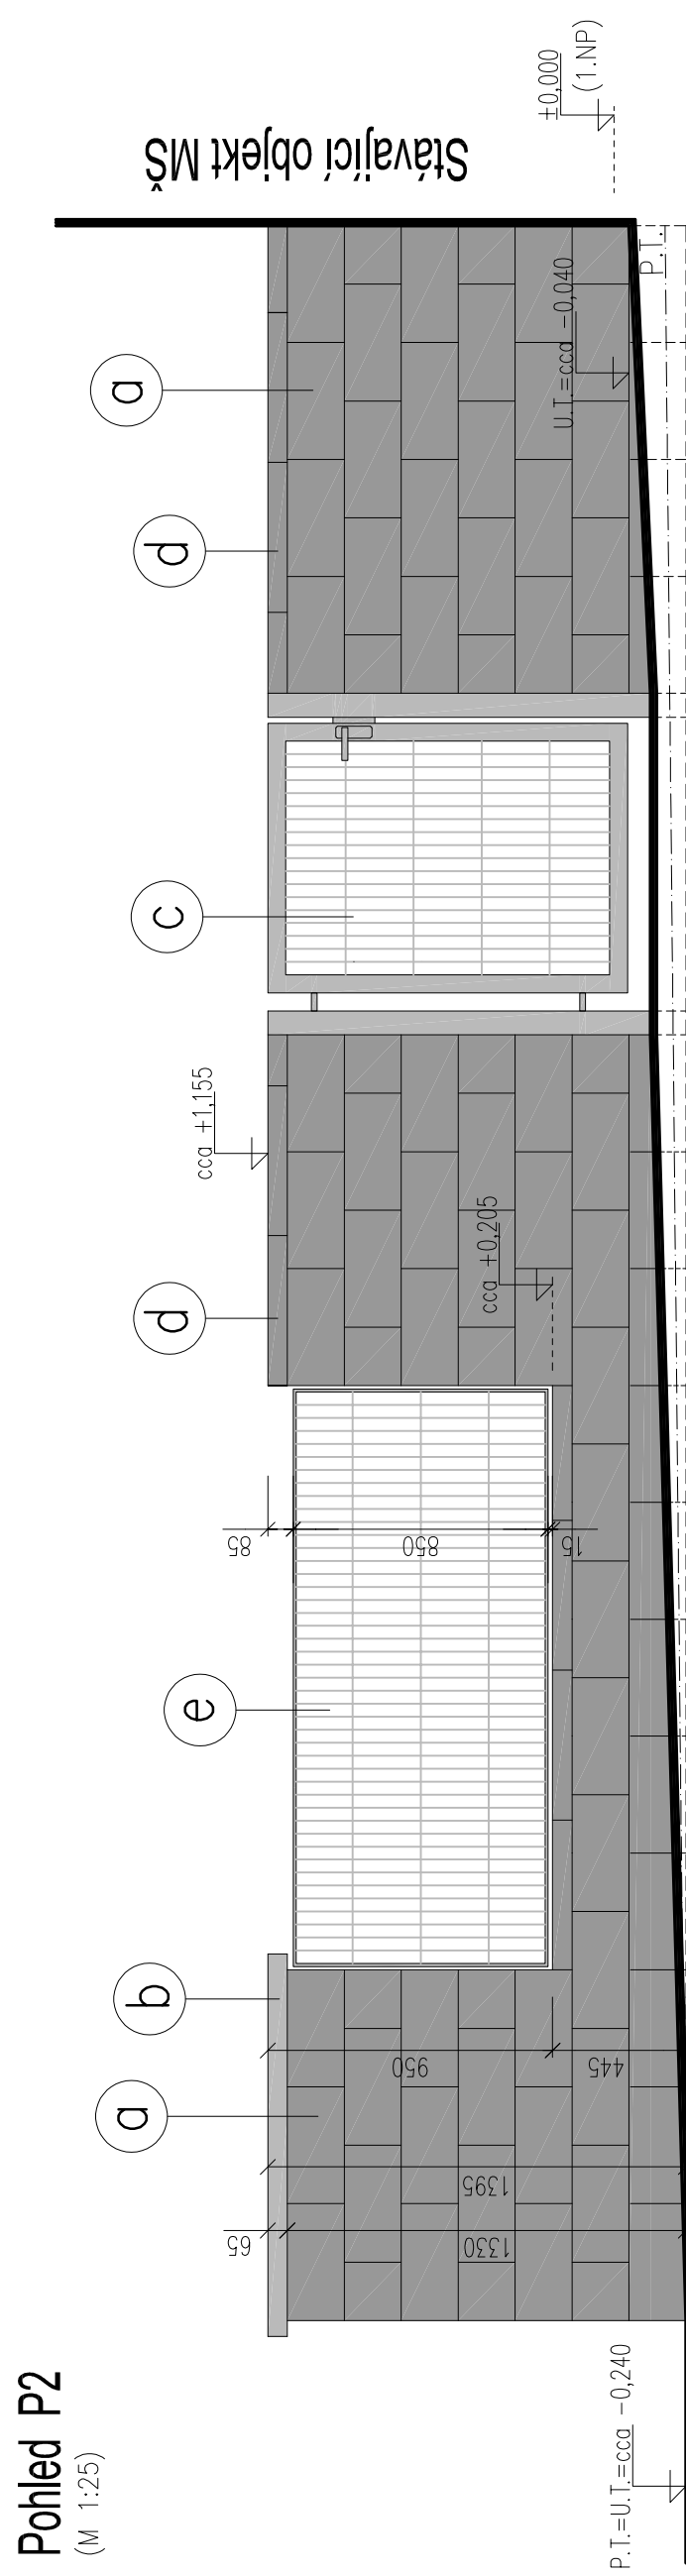 Pohled P2
(M 1:25)
Stávající objekt MŠ
±0,000
(1.NP)
P.T.
U.T.=cca -0,040
a
d
c
cca +1,155
cca +0,205
d
85
850
15
e
b
a
950
445
1395
65
1330
P.T.=U.T.=cca -0,240